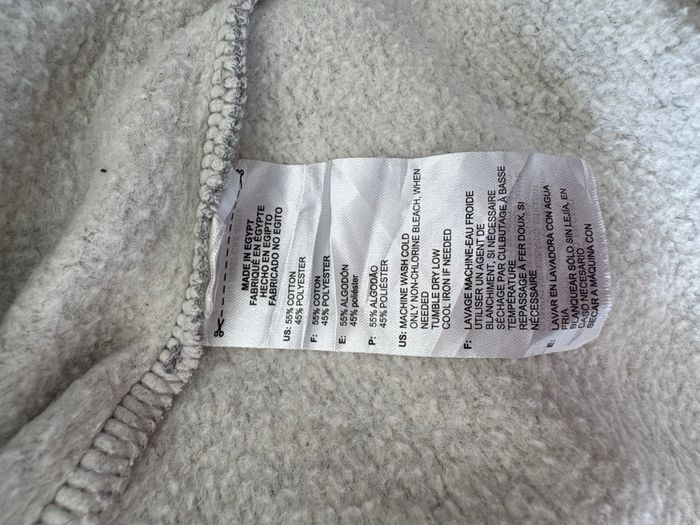 MADE IN EGYPT
FABRIQUÉ EN ÉGYPTE
HECHO EN EGIPTO
FABRICADO NO EGITO
US: 55% COTTON
45% POLYESTER
F: 55% COTON
45% POLYESTER
E: 55% ALGODÓN
45% poliéster
P: 55% ALGODÃO
45% POLIÉSTER
US: MACHINE WASH COLD
ONLY NON-CHLORINE BLEACH, WHEN
NEEDED
TUMBLE DRY LOW
COOL IRON IF NEEDED
F: LAVAGE MACHINE-EAU FROIDE
UTILISER UN AGENT DE
BLANCHIMENT, SI NÉCESSAIRE
SÉCHAGE PAR CULBUTAGE À BASSE
TEMPÉRATURE
REPASSAGE À FER DOUX, SI
NÉCESSAIRE
E: LAVAR EN LAVADORA CON AGUA
FRIA
BLANQUEAR SÓLO SIN LEJÍA, EN
CASO NECESARIO
SECAR A MÁQUINA CON